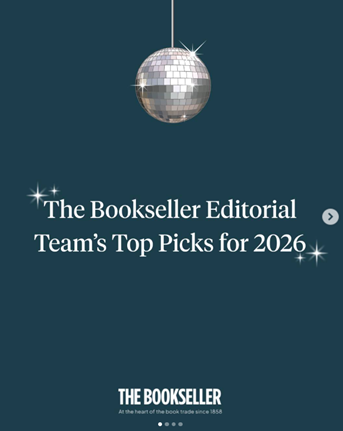 The Bookseller Editorial
Team’s Top Picks for 2026
THE BOOKSELLER
At the heart of the book trade since 1858